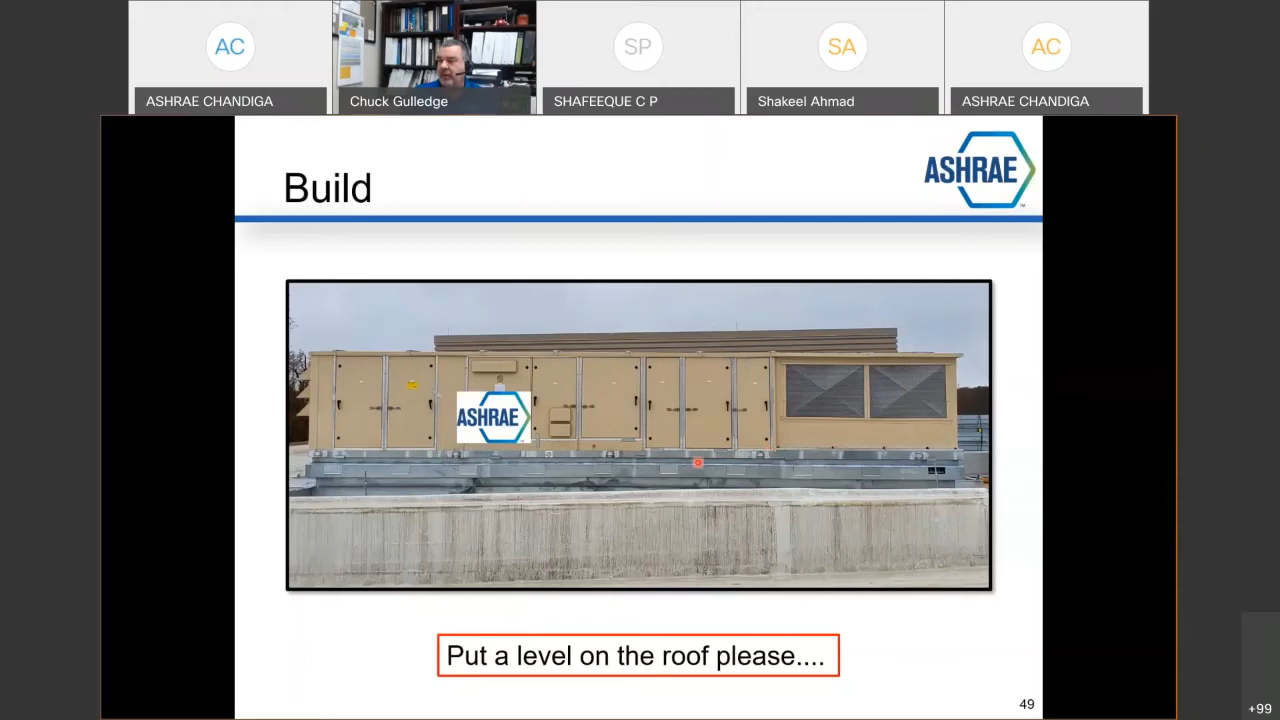 AC
SP
SA
AC
ASHRAE CHANDIGA
Chuck Gulledge
SHAFEEQUE C P
Shakeel Ahmad
ASHRAE CHANDIGA
ASHRAE
TM
Build
ASHRAE
Put a level on the roof please....
49
+99